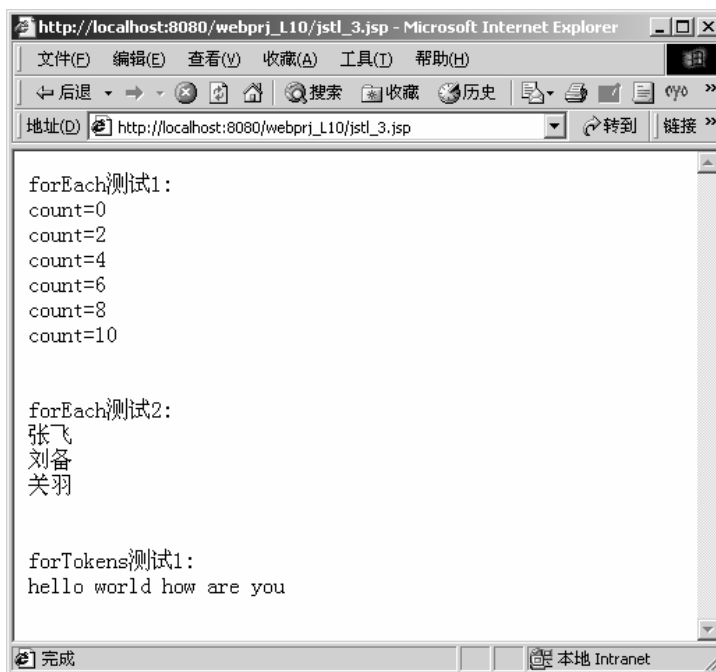 http://localhost:8080/webprj_L10/jstl_3.jsp - Microsoft Internet Explorer
文件(F) 编辑(E) 查看(V) 收藏(A) 工具(T) 帮助(H)
后退 搜索 收藏 历史
地址(D) http://localhost:8080/webprj_L10/jstl_3.jsp 转到 链接 »
forEach测试1:
count=0
count=2
count=4
count=6
count=8
count=10
forEach测试2:
张飞
刘备
关羽
forTokens测试1:
hello world how are you
完成 本地 Intranet